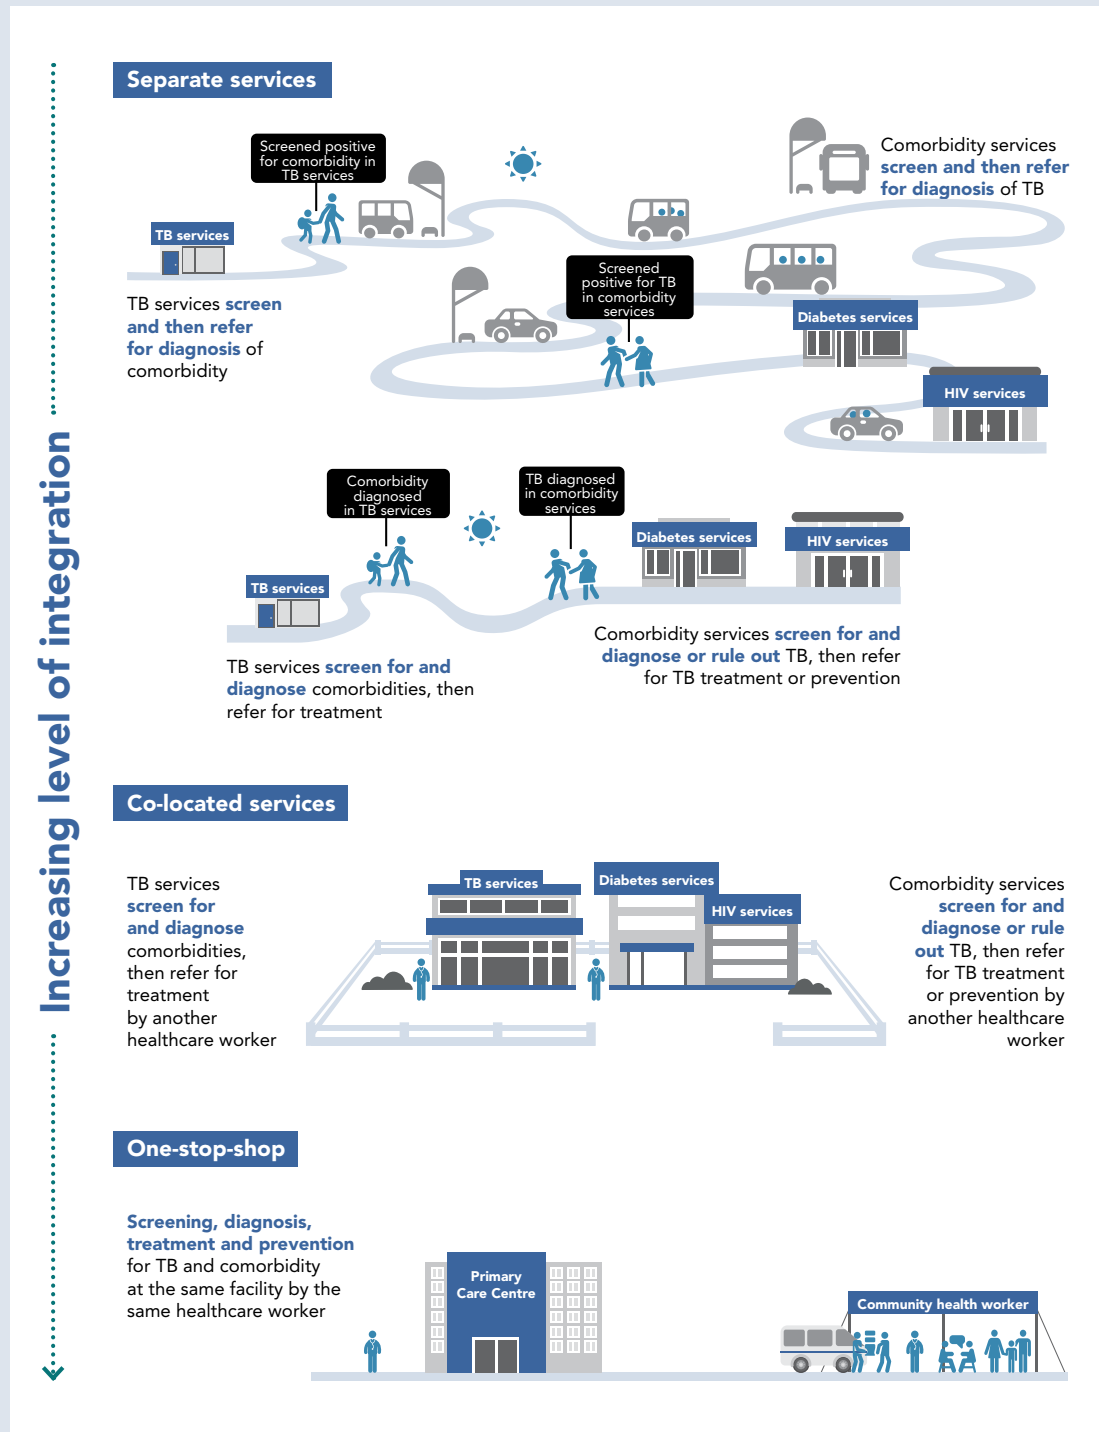 Increasing level of integration
Separate services
Screened positive
for comorbidity in
TB services
TB services
TB services screen
and then refer
for diagnosis of
comorbidity
Comorbidity services
screen and then refer
for diagnosis of TB
Screened
positive for TB
in comorbidity
services
Diabetes services
HIV services
Comorbidity
diagnosed
in TB services
TB diagnosed
in comorbidity
services
TB services
Diabetes services
HIV services
TB services screen for and
diagnose comorbidities, then
refer for treatment
Comorbidity services screen for and
diagnose or rule out TB, then refer
for TB treatment or prevention
Co-located services
TB services
screen for
and diagnose
comorbidities,
then refer for
treatment
by another
healthcare worker
TB services
Diabetes services
HIV services
Comorbidity services
screen for and
diagnose or rule
out TB, then refer
for TB treatment
or prevention by
another healthcare
worker
One-stop-shop
Screening, diagnosis,
treatment and prevention
for TB and comorbidity
at the same facility by the
same healthcare worker
Primary
Care Centre
Community health worker